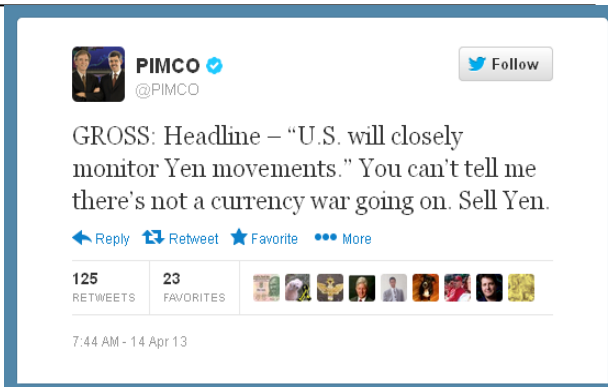 PIMCO
Follow
@PIMCO
GROSS: Headline – “U.S. will closely
monitor Yen movements.” You can’t tell me
there’s not a currency war going on. Sell Yen.
Reply Retweet Favorite More
125 23
RETWEETS FAVORITES
7:44 AM - 14 Apr 13